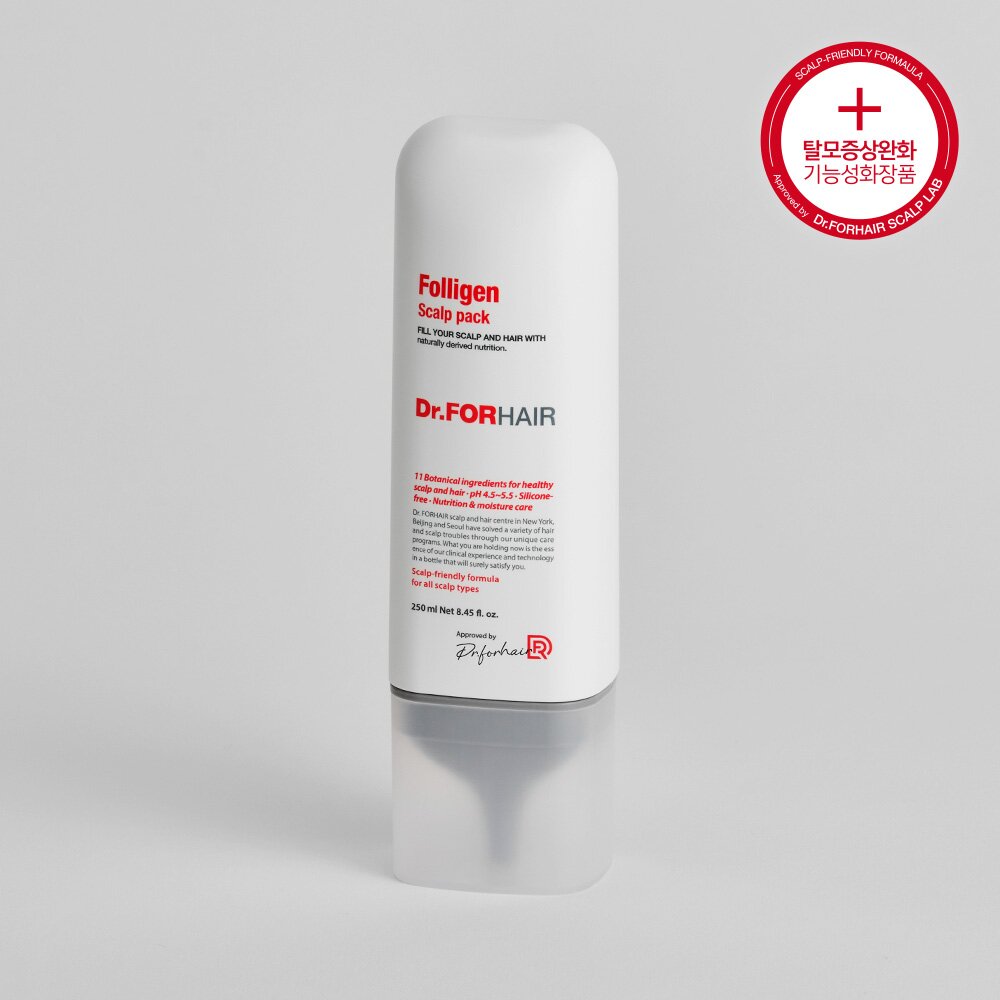 SCALP-FRIENDLY FORMAULA
탈모증상완화
기능성화장품
Approved by Dr.FORHAIR SCALP LAB
Folligen
Scalp pack
FILL YOUR SCALP AND HAIR WITH
naturally derived nutrition.
Dr.FORHAIR
11 Botanical ingredients for healthy
scalp and hair · pH 4.5~5.5 · Silicone-
free · Nutrition & moisture care
Dr. FORHAIR scalp and hair centre in New York,
Beijing and Seoul have solved a variety of hair
and scalp troubles through our unique care
programs. What you are holding now is the ess
ence of our clinical experience and technology
in a bottle that will surely satisfy you.
Scalp-friendly formula
for all scalp types
250 ml Net 8.45 fl. oz.
Approved by
Dr.forhair